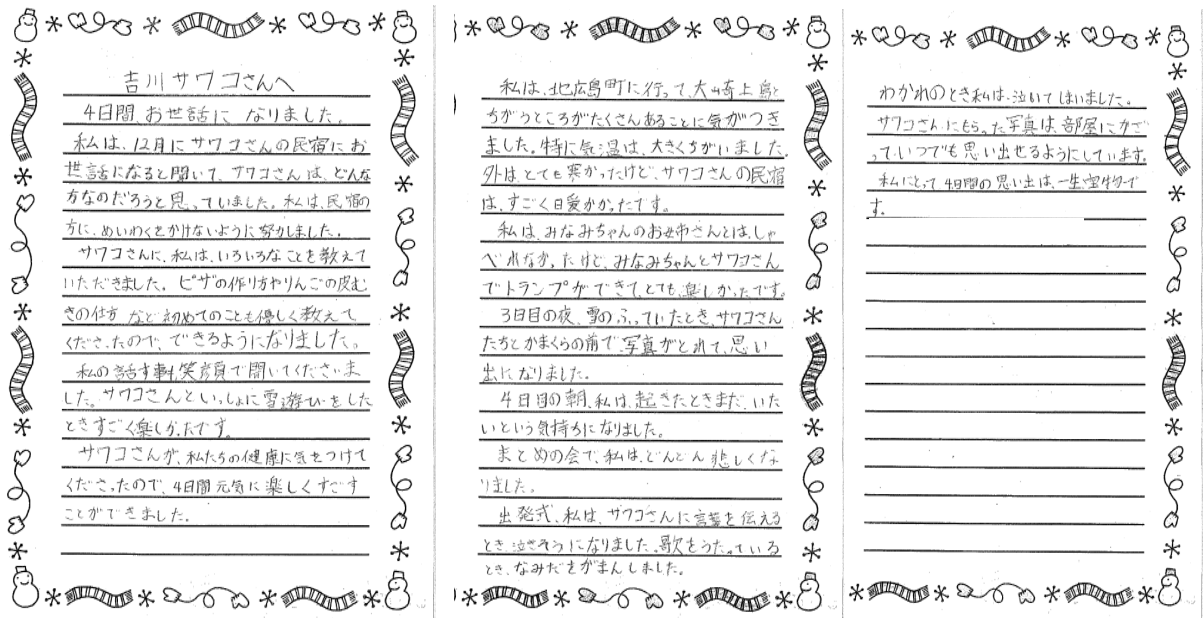 吉川サワコさんへ
4日間、お世話になりました。
私は、12月にサワコさんの民宿にお
世話になると聞いて、サワコさんは、どんな
方なのだろうと思っていました。私は、民宿の
方に、めいわくをかけないように努力しました。
サワコさんに、私は、いろいろなことを教えて
いただきました。ピザの作り方やりんごの皮む
きの仕方など初めてのことも優しく教えて
くださったので、できるようになりました。
私の話す事も笑顔で聞いてくださいま
した。サワコさんといっしょに雪遊びをした
ときすごく楽しかったです。
サワコさんが、私たちの健康に気をつけて
くださったので、4日間元気に楽しくすごす
ことができました。
私は、北広島町に行って、大崎上島と
ちがうところがたくさんあることに気がつき
ました。特に気温は、大きくちがいました。
外はとても寒かったけど、サワコさんの民宿
は、すごく暖かかったです。
私は、みなみちゃんのお姉さんとは、しゃ
べれなかったけど、みなみちゃんとサワコさん
でトランプができて、とても楽しかったです。
3日目の夜、雪のふっていたとき、サワコさん
たちとかまくらの前で、写真がとれて、思い
出になりました。
4日目の朝、私は、起きたときまだ、いた
いという気持ちになりました。
まとめの会で、私は、どんどん悲しくな
りました。
出発式、私は、サワコさんに言葉を伝える
とき、泣きそうになりました。歌をうたっている
とき、なみだをがまんしました。
わかれのとき私は、泣いてしまいました。
サワコさんにもらった写真は、部屋にかざ
って、いつでも思い出せるようにしています。
私にとって4日間の思い出は、一生宝物で
す。